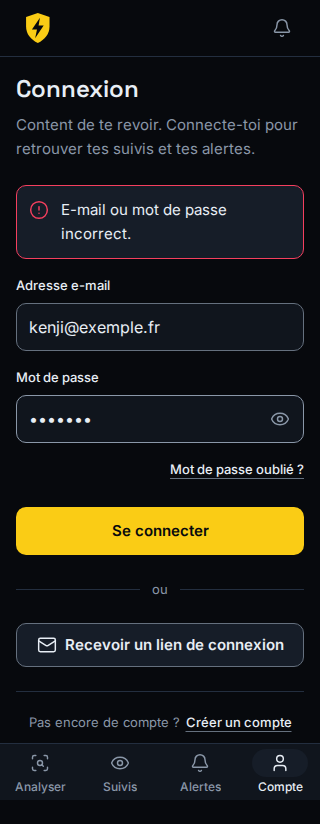 Connexion
Content de te revoir. Connecte-toi pour
retrouver tes suivis et tes alertes.
E-mail ou mot de passe
incorrect.
Adresse e-mail
kenji@exemple.fr
Mot de passe
•••••••
Mot de passe oublié ?
Se connecter
ou
Recevoir un lien de connexion
Pas encore de compte ? Créer un compte
Analyser Suivis Alertes Compte